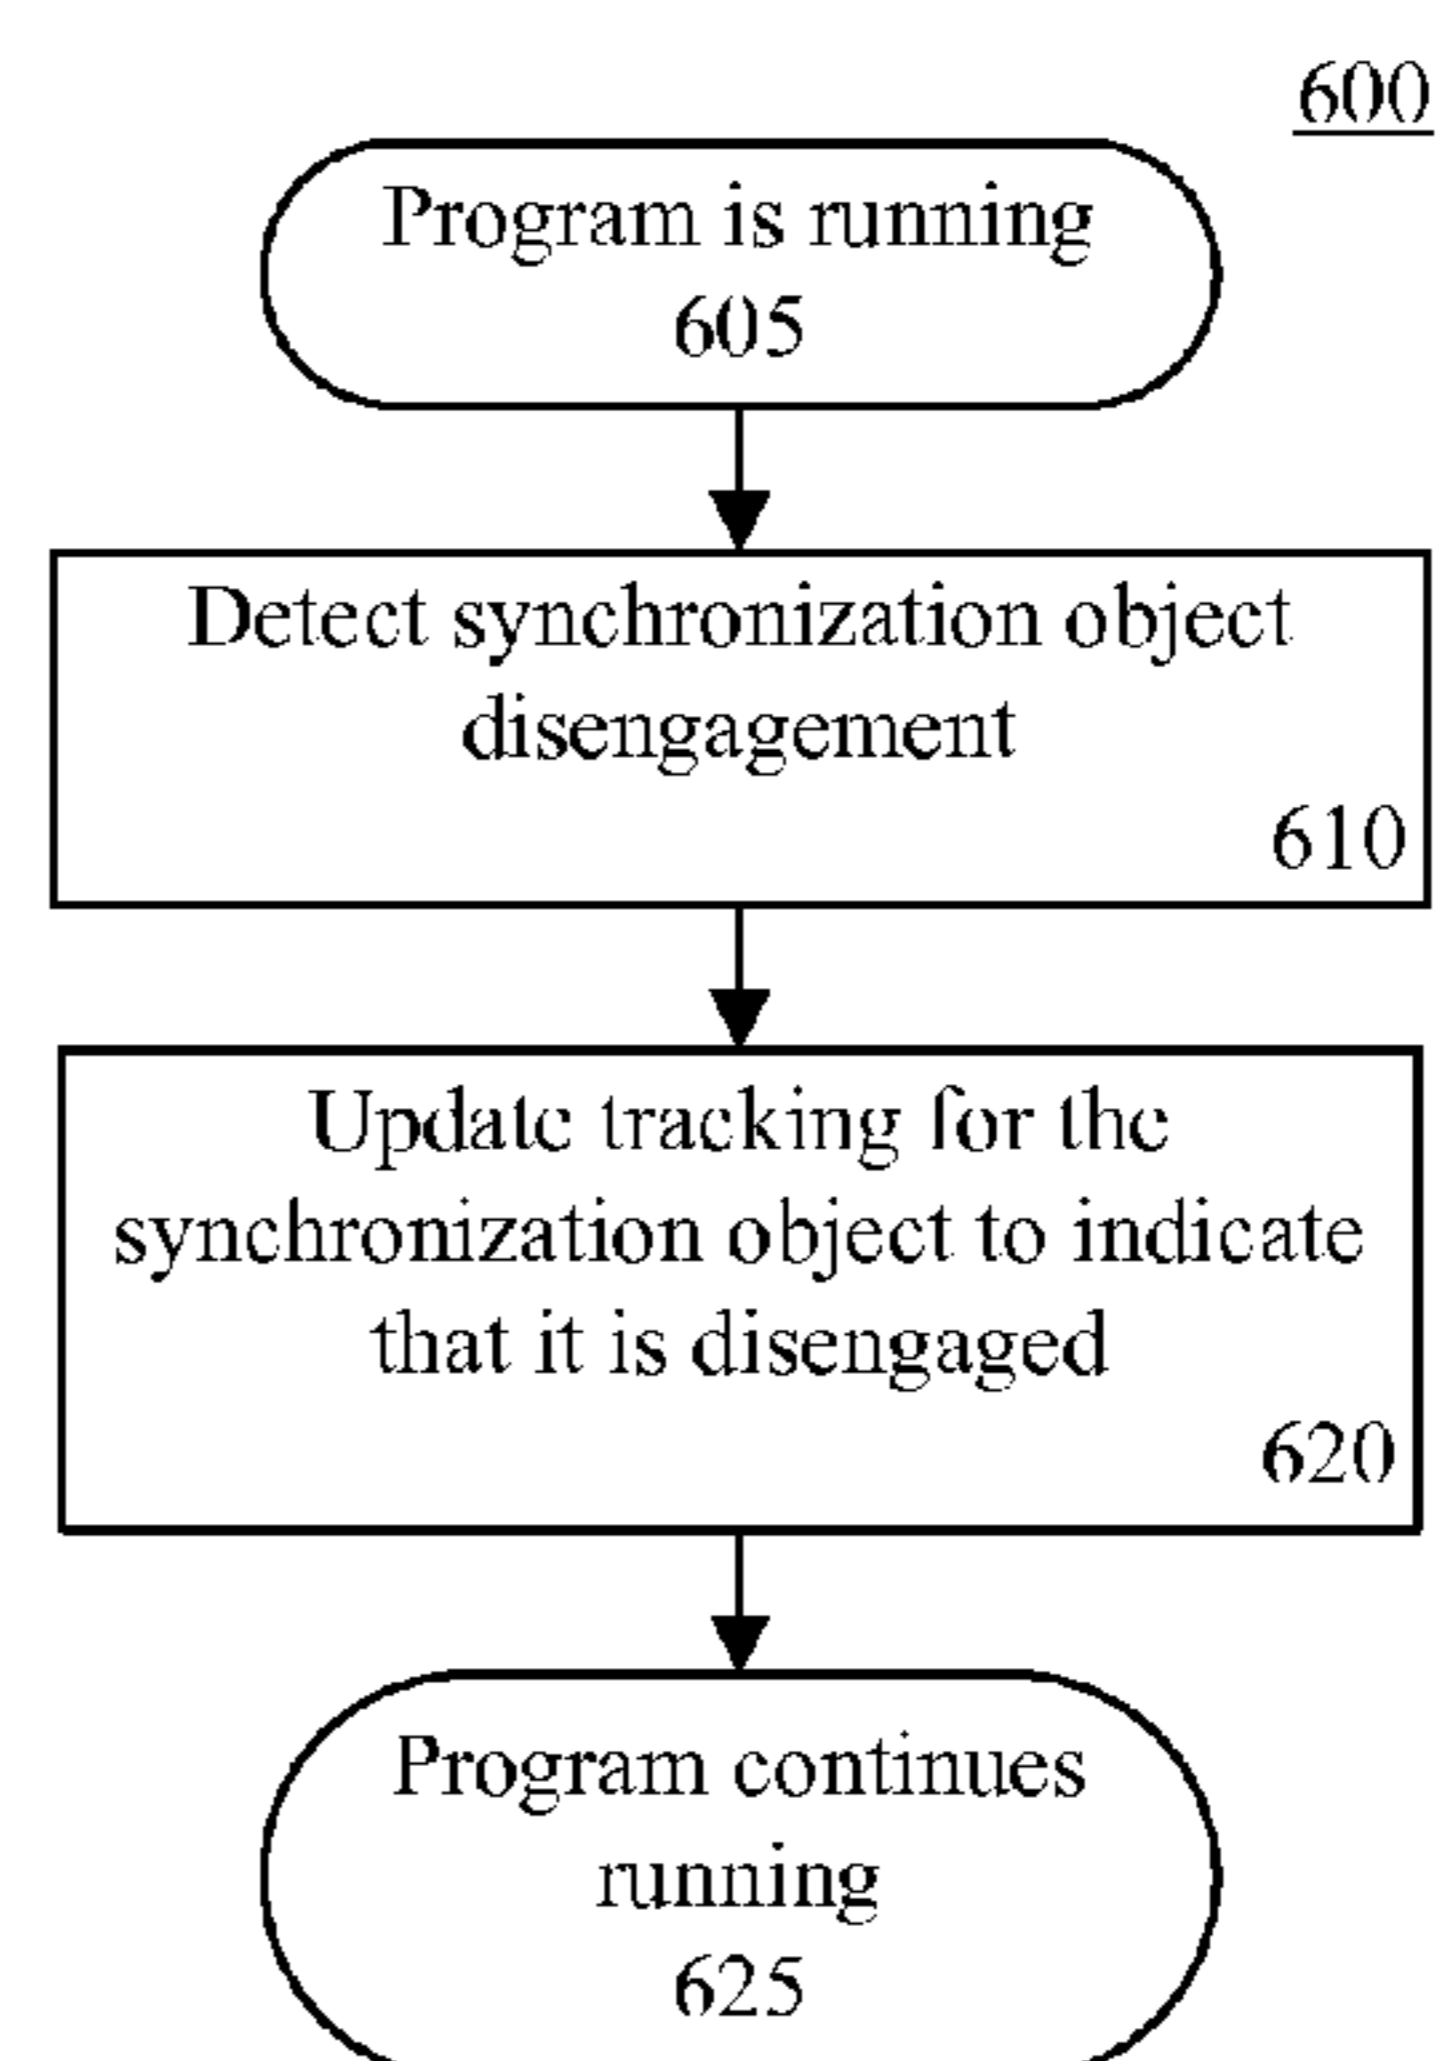 600
Program is running
605
Detect synchronization object
disengagement
610
Update tracking for the
synchronization object to indicate
that it is disengaged
620
Program continues
running
625